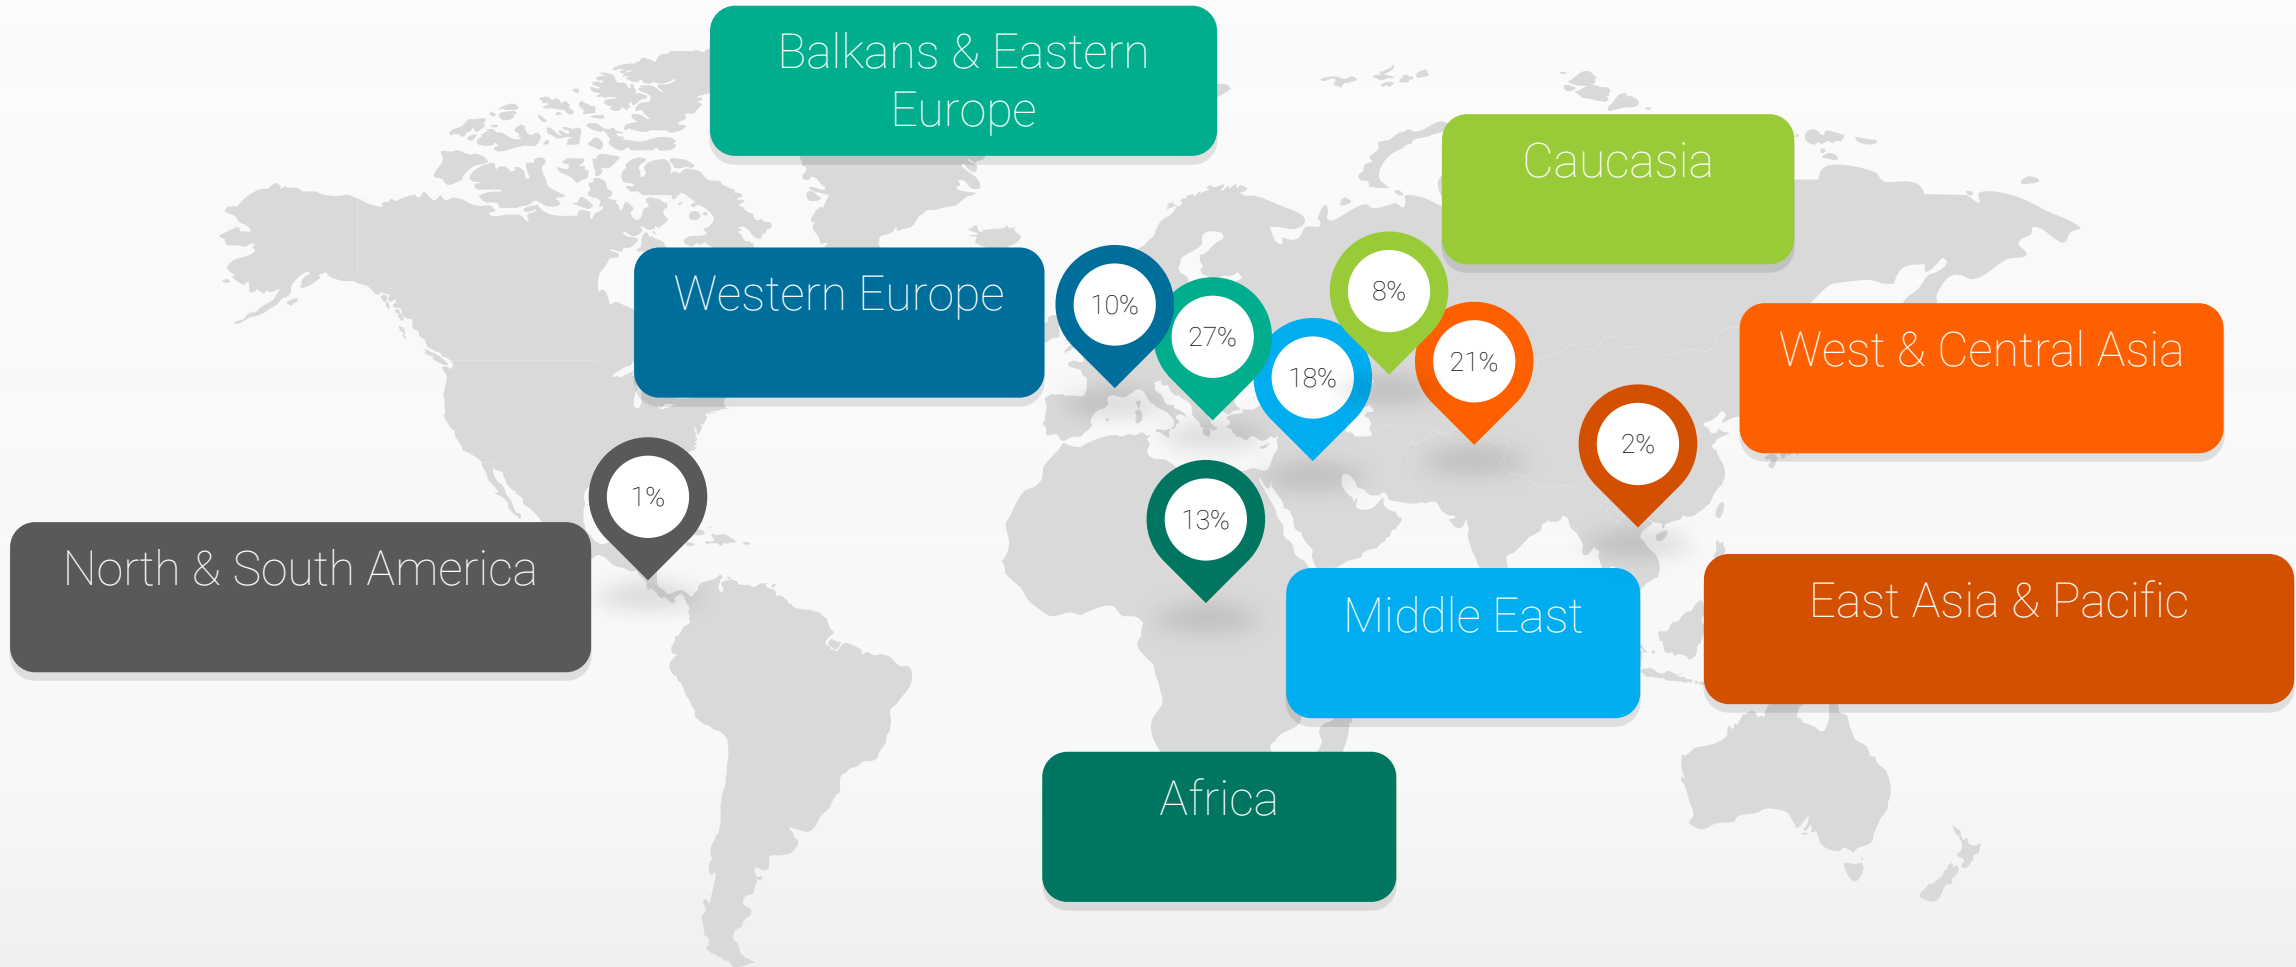 Balkans & Eastern
Europe
Caucasia
Western Europe
10%
27%
18%
8%
21%
West & Central Asia
2%
1%
13%
North & South America
Middle East
East Asia & Pacific
Africa